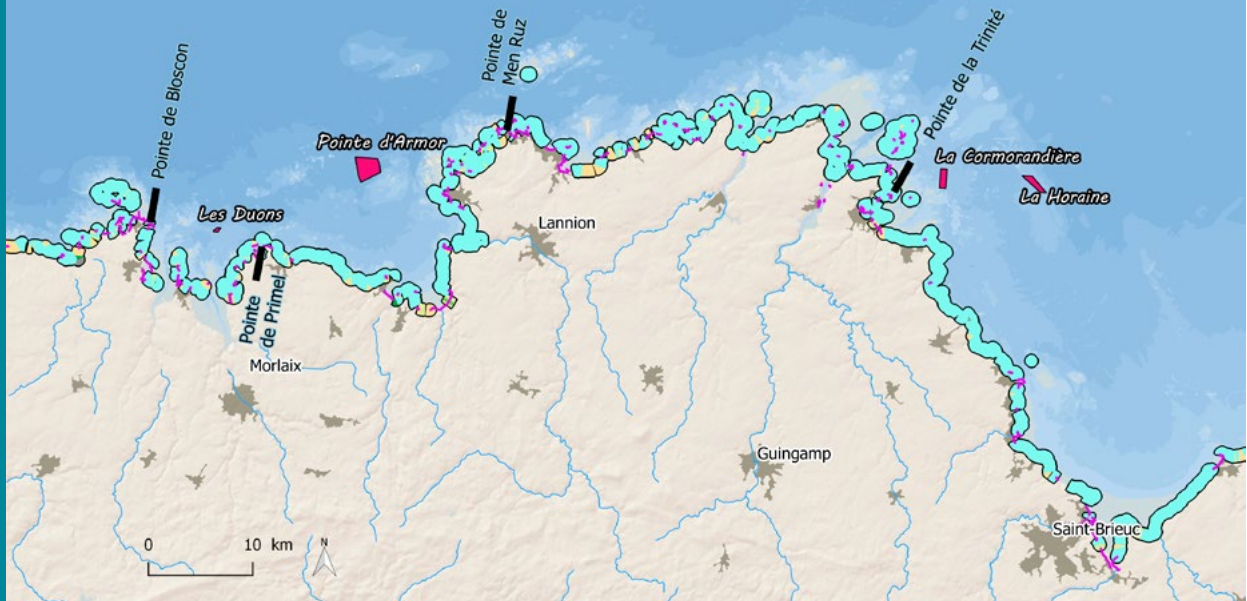 Pointe de Bloscon
Les Duons
Pointe
de Primel
Pointe d'Armor
Pointe de
Men Ruz
Pointe de la Trinité
La Cormorandière
La Horaine
Lannion
Morlaix
Guingamp
Saint-Brieuc
0 10 km
N